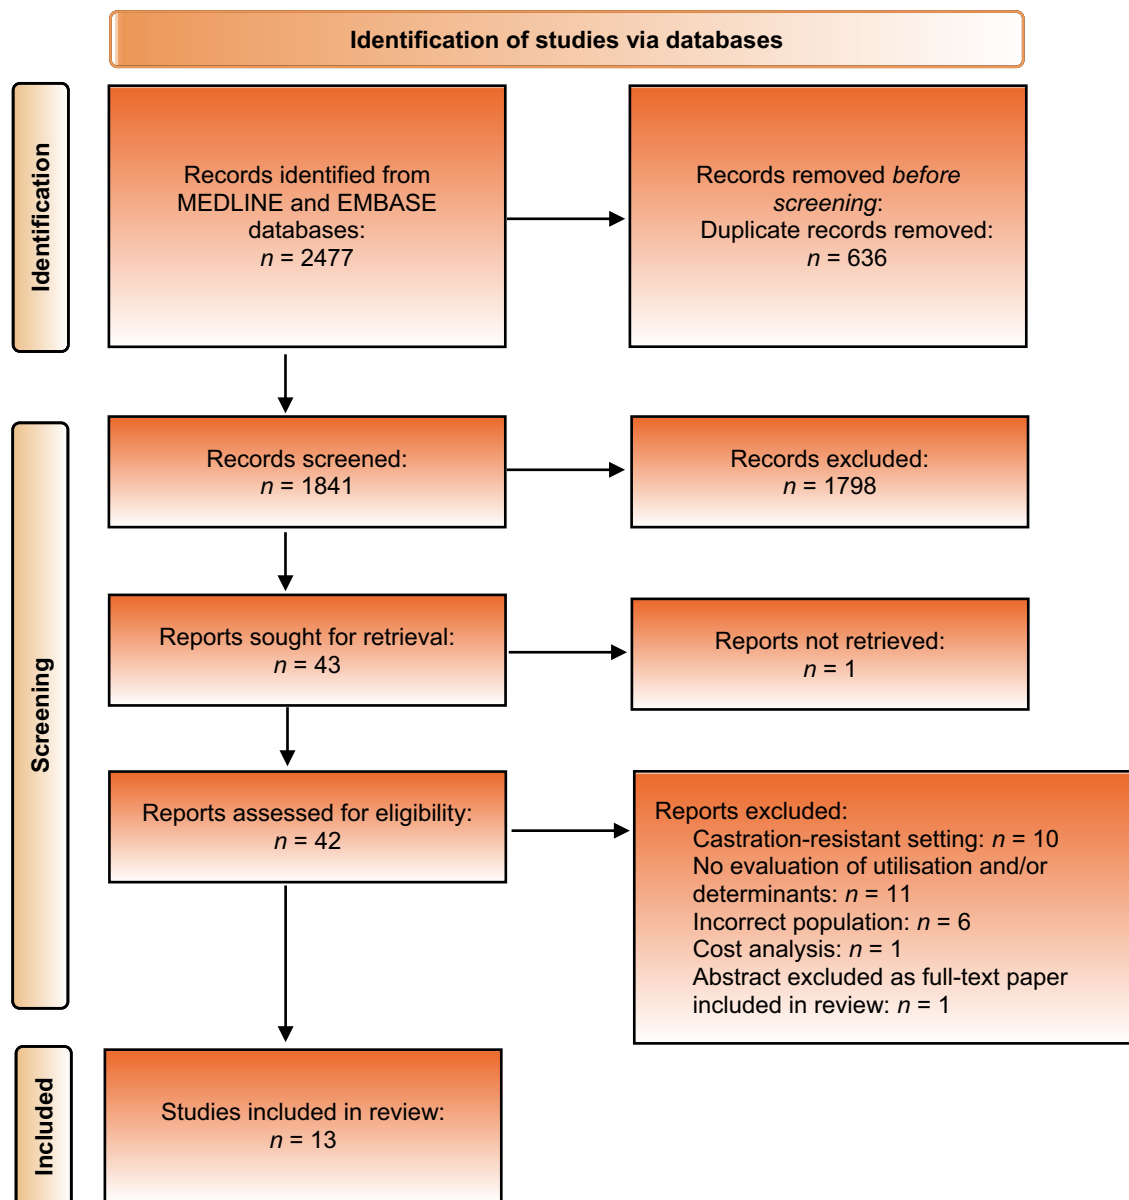 Identification of studies via databases
Identification
Records identified from
MEDLINE and EMBASE
databases:
n = 2477
Records removed before
screening:
Duplicate records removed:
n = 636
Screening
Records screened:
n = 1841
Records excluded:
n = 1798
Reports sought for retrieval:
n = 43
Reports not retrieved:
n = 1
Reports assessed for eligibility:
n = 42
Reports excluded:
Castration-resistant setting: n = 10
No evaluation of utilisation and/or
determinants: n = 11
Incorrect population: n = 6
Cost analysis: n = 1
Abstract excluded as full-text paper
included in review: n = 1
Included
Studies included in review:
n = 13